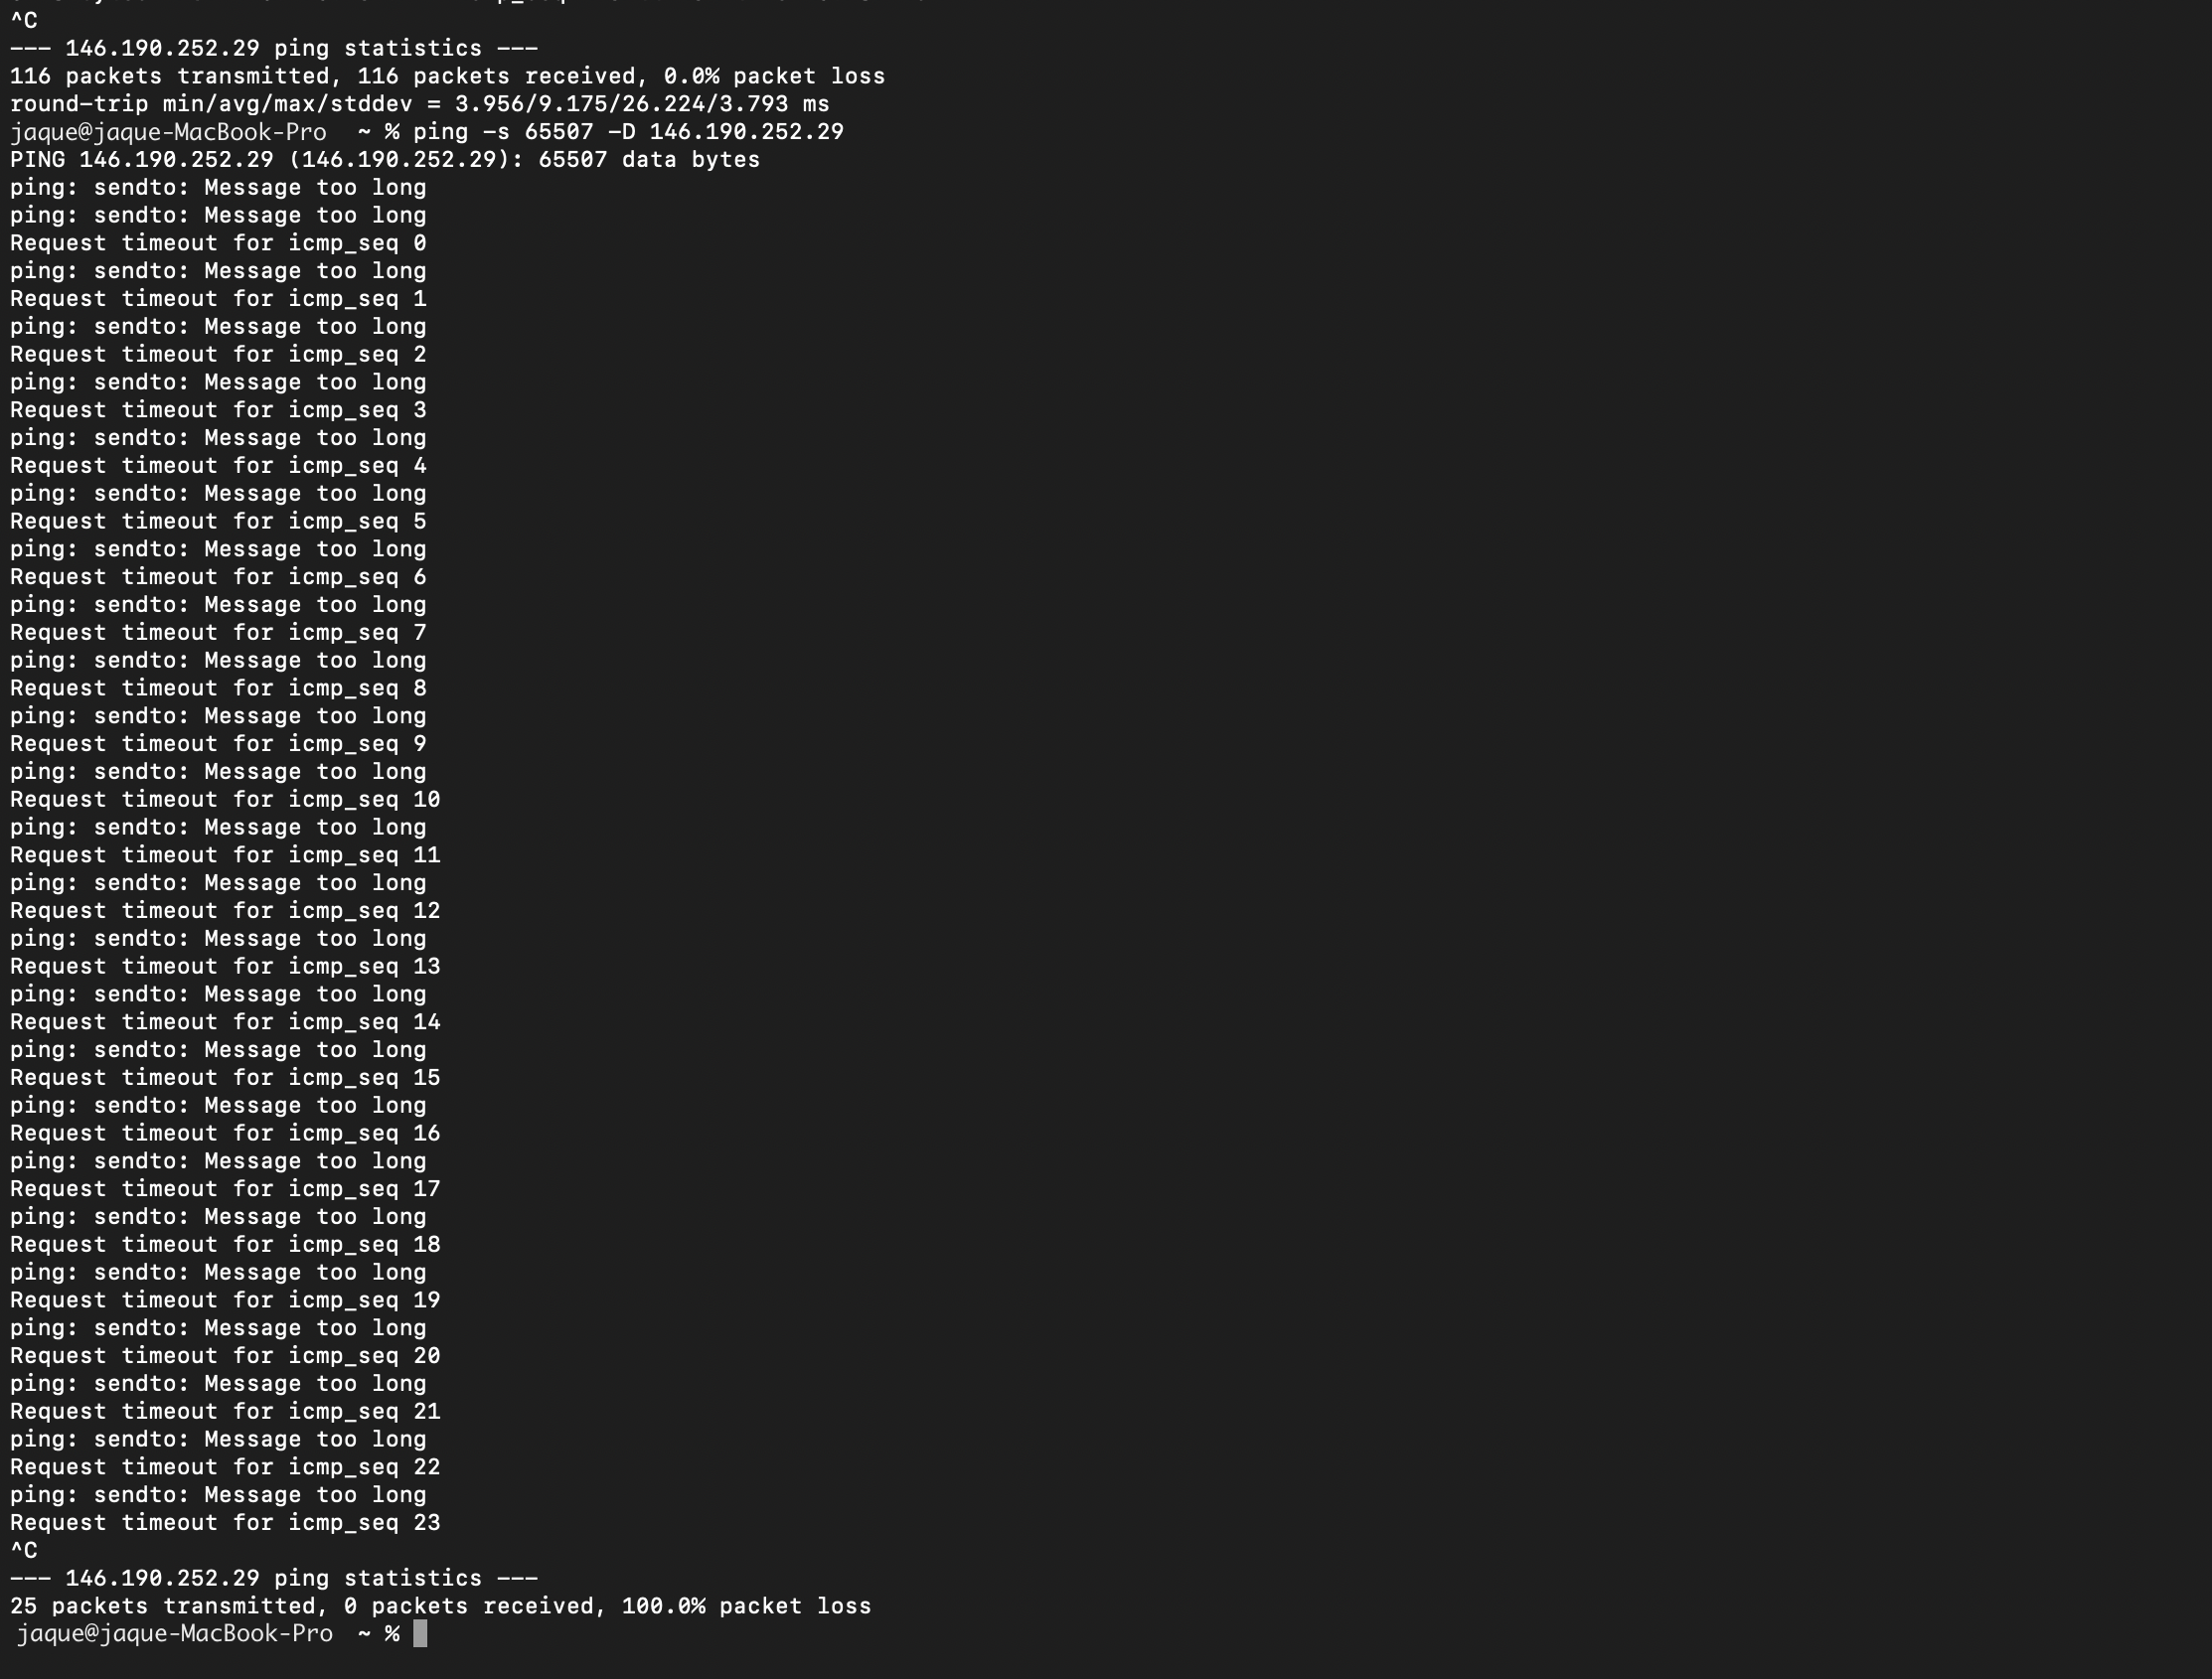 ^C
--- 146.190.252.29 ping statistics ---
116 packets transmitted, 116 packets received, 0.0% packet loss
round-trip min/avg/max/stddev = 3.956/9.175/26.224/3.793 ms
jaque@jaque-MacBook-Pro ~ % ping -s 65507 -D 146.190.252.29
PING 146.190.252.29 (146.190.252.29): 65507 data bytes
ping: sendto: Message too long
ping: sendto: Message too long
Request timeout for icmp_seq 0
ping: sendto: Message too long
Request timeout for icmp_seq 1
ping: sendto: Message too long
Request timeout for icmp_seq 2
ping: sendto: Message too long
Request timeout for icmp_seq 3
ping: sendto: Message too long
Request timeout for icmp_seq 4
ping: sendto: Message too long
Request timeout for icmp_seq 5
ping: sendto: Message too long
Request timeout for icmp_seq 6
ping: sendto: Message too long
Request timeout for icmp_seq 7
ping: sendto: Message too long
Request timeout for icmp_seq 8
ping: sendto: Message too long
Request timeout for icmp_seq 9
ping: sendto: Message too long
Request timeout for icmp_seq 10
ping: sendto: Message too long
Request timeout for icmp_seq 11
ping: sendto: Message too long
Request timeout for icmp_seq 12
ping: sendto: Message too long
Request timeout for icmp_seq 13
ping: sendto: Message too long
Request timeout for icmp_seq 14
ping: sendto: Message too long
Request timeout for icmp_seq 15
ping: sendto: Message too long
Request timeout for icmp_seq 16
ping: sendto: Message too long
Request timeout for icmp_seq 17
ping: sendto: Message too long
Request timeout for icmp_seq 18
ping: sendto: Message too long
Request timeout for icmp_seq 19
ping: sendto: Message too long
Request timeout for icmp_seq 20
ping: sendto: Message too long
Request timeout for icmp_seq 21
ping: sendto: Message too long
Request timeout for icmp_seq 22
ping: sendto: Message too long
Request timeout for icmp_seq 23
^C
--- 146.190.252.29 ping statistics ---
25 packets transmitted, 0 packets received, 100.0% packet loss
jaque@jaque-MacBook-Pro ~ %